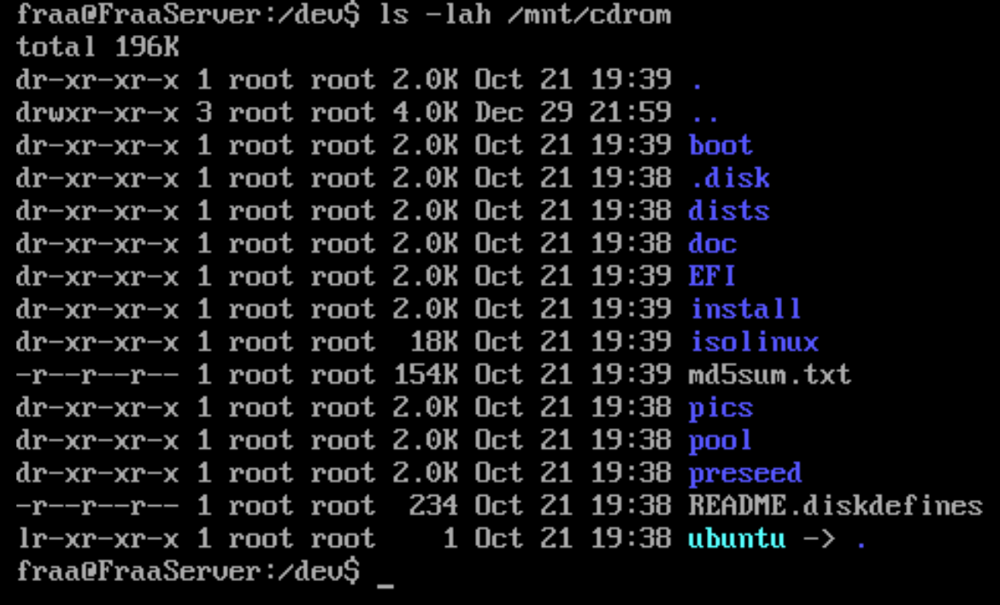 fraa@FraaServer:/dev$ ls -lah /mnt/cdrom
total 196K
dr-xr-xr-x 1 root root 2.0K Oct 21 19:39 .
drwxr-xr-x 3 root root 4.0K Dec 29 21:59 ..
dr-xr-xr-x 1 root root 2.0K Oct 21 19:39 boot
dr-xr-xr-x 1 root root 2.0K Oct 21 19:38 .disk
dr-xr-xr-x 1 root root 2.0K Oct 21 19:38 dists
dr-xr-xr-x 1 root root 2.0K Oct 21 19:38 doc
dr-xr-xr-x 1 root root 2.0K Oct 21 19:39 EFI
dr-xr-xr-x 1 root root 2.0K Oct 21 19:39 install
dr-xr-xr-x 1 root root  18K Oct 21 19:39 isolinux
-r--r--r-- 1 root root 154K Oct 21 19:39 md5sum.txt
dr-xr-xr-x 1 root root 2.0K Oct 21 19:38 pics
dr-xr-xr-x 1 root root 2.0K Oct 21 19:38 pool
dr-xr-xr-x 1 root root 2.0K Oct 21 19:38 preseed
-r--r--r-- 1 root root  234 Oct 21 19:38 README.diskdefines
lr-xr-xr-x 1 root root    1 Oct 21 19:38 ubuntu -> .
fraa@FraaServer:/dev$ _